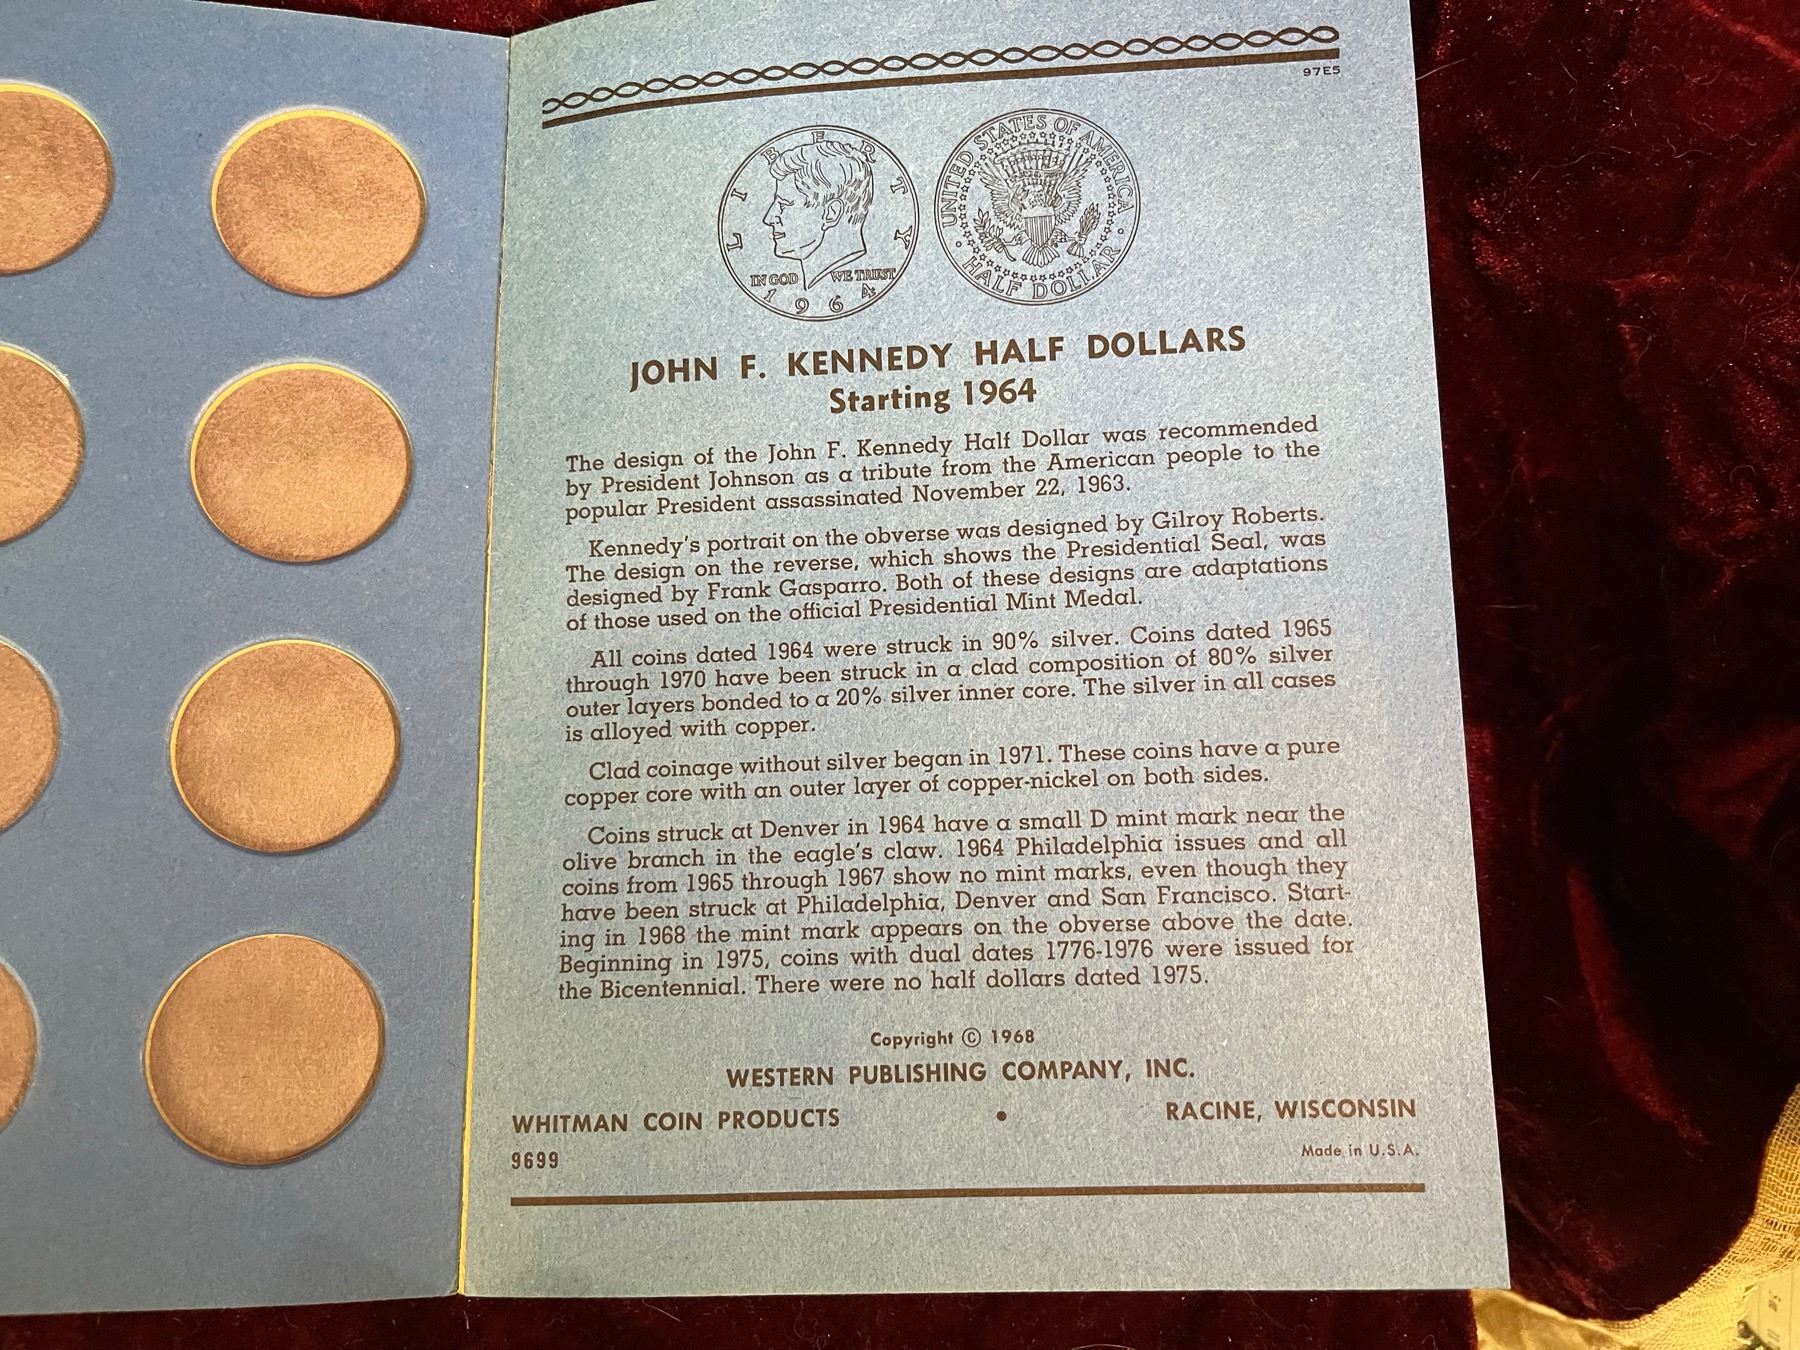 97E5
LIBERTY
IN GOD WE TRUST
1964
UNITED STATES OF AMERICA
HALF DOLLAR
JOHN F. KENNEDY HALF DOLLARS
Starting 1964
The design of the John F. Kennedy Half Dollar was recommended
by President Johnson as a tribute from the American people to the
popular President assassinated November 22, 1963.
Kennedy's portrait on the obverse was designed by Gilroy Roberts.
The design on the reverse, which shows the Presidential Seal, was
designed by Frank Gasparro. Both of these designs are adaptations
of those used on the official Presidential Mint Medal.
All coins dated 1964 were struck in 90% silver. Coins dated 1965
through 1970 have been struck in a clad composition of 80% silver
outer layers bonded to a 20% silver inner core. The silver in all cases
is alloyed with copper.
Clad coinage without silver began in 1971. These coins have a pure
copper core with an outer layer of copper-nickel on both sides.
Coins struck at Denver in 1964 have a small D mint mark near the
olive branch in the eagle's claw. 1964 Philadelphia issues and all
coins from 1965 through 1967 show no mint marks, even though they
have been struck at Philadelphia, Denver and San Francisco. Start-
ing in 1968 the mint mark appears on the obverse above the date.
Beginning in 1975, coins with dual dates 1776-1976 were issued for
the Bicentennial. There were no half dollars dated 1975.
Copyright © 1968
WESTERN PUBLISHING COMPANY, INC.
WHITMAN COIN PRODUCTS • RACINE, WISCONSIN
9699 Made in U.S.A.